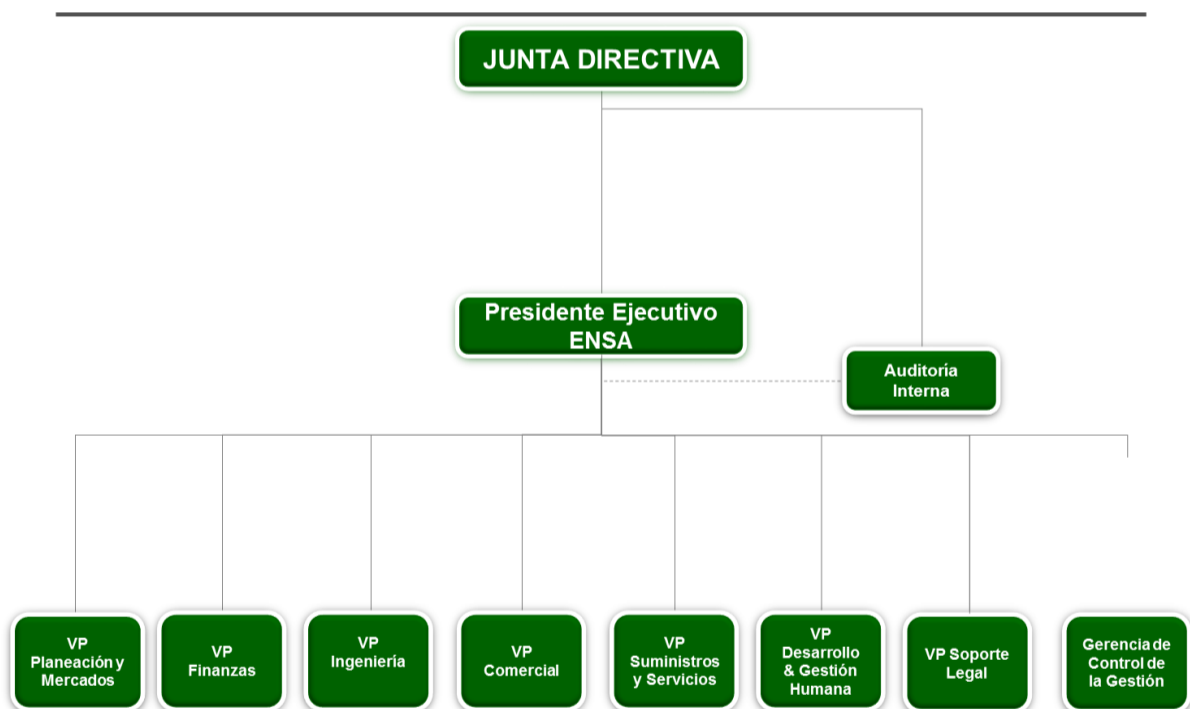 JUNTA DIRECTIVA
Presidente Ejecutivo
ENSA
Auditoría
Interna
VP
Planeación y
Mercados
VP
Finanzas
VP
Ingeniería
VP
Comercial
VP
Suministros
y Servicios
VP
Desarrollo
& Gestión
Humana
VP Soporte
Legal
Gerencia de
Control de
la Gestión